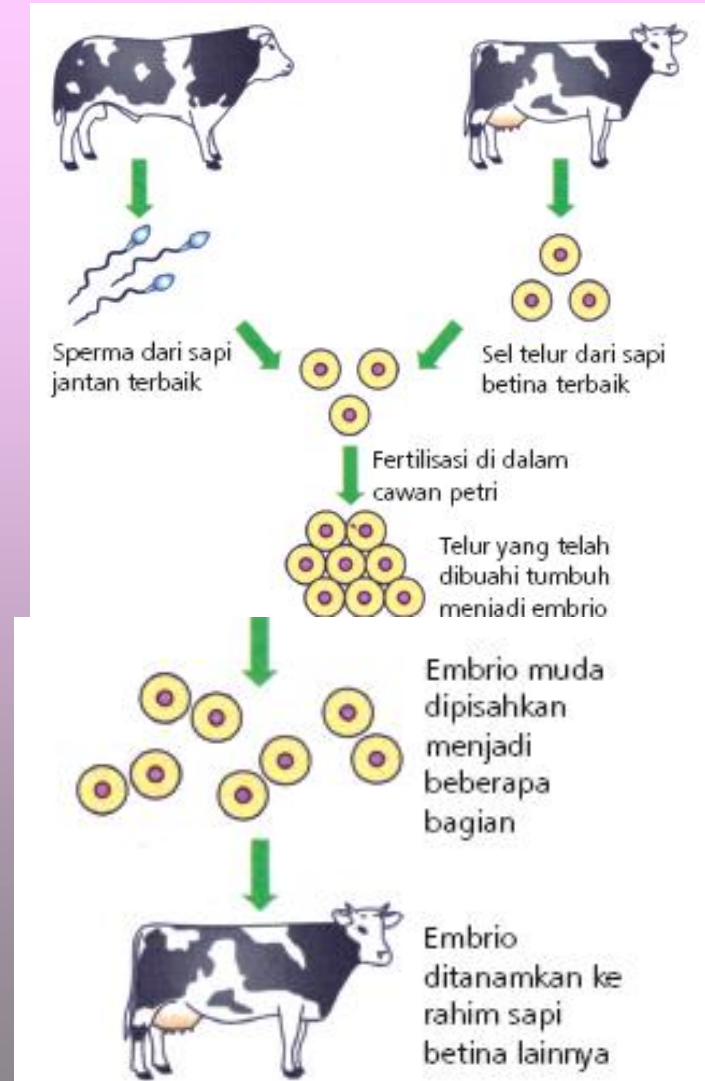 Sperma dari sapi
jantan terbaik
Sel telur dari sapi
betina terbaik
Fertilisasi di dalam
cawan petri
Telur yang telah
dibuahi tumbuh
menjadi embrio
Embrio muda
dipisahkan
menjadi
beberapa
bagian
Embrio
ditanamkan ke
rahim sapi
betina lainnya